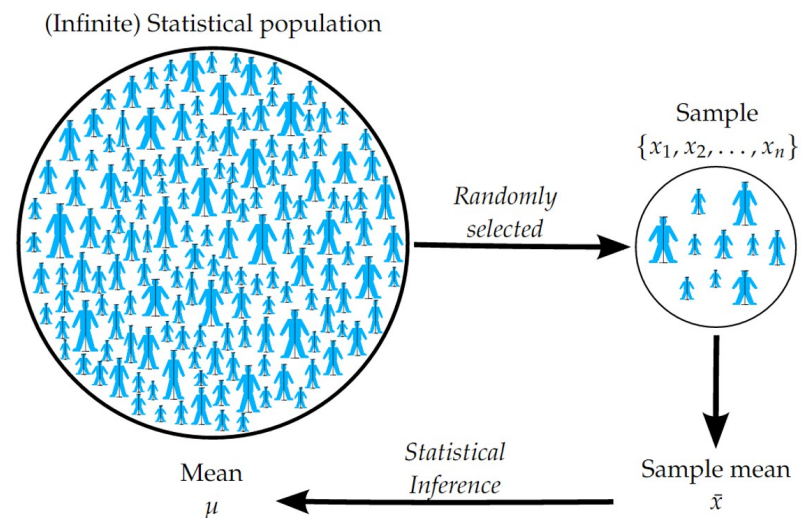 (Infinite) Statistical population
Sample
{x₁, x₂, . . . , xₙ}
Randomly
selected
Statistical
Inference
Mean
μ
Sample mean
x̄